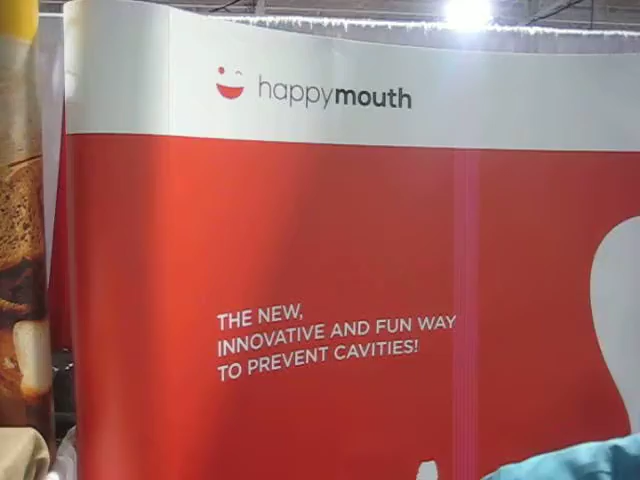 happymouth
THE NEW,
INNOVATIVE AND FUN WAY
TO PREVENT CAVITIES!